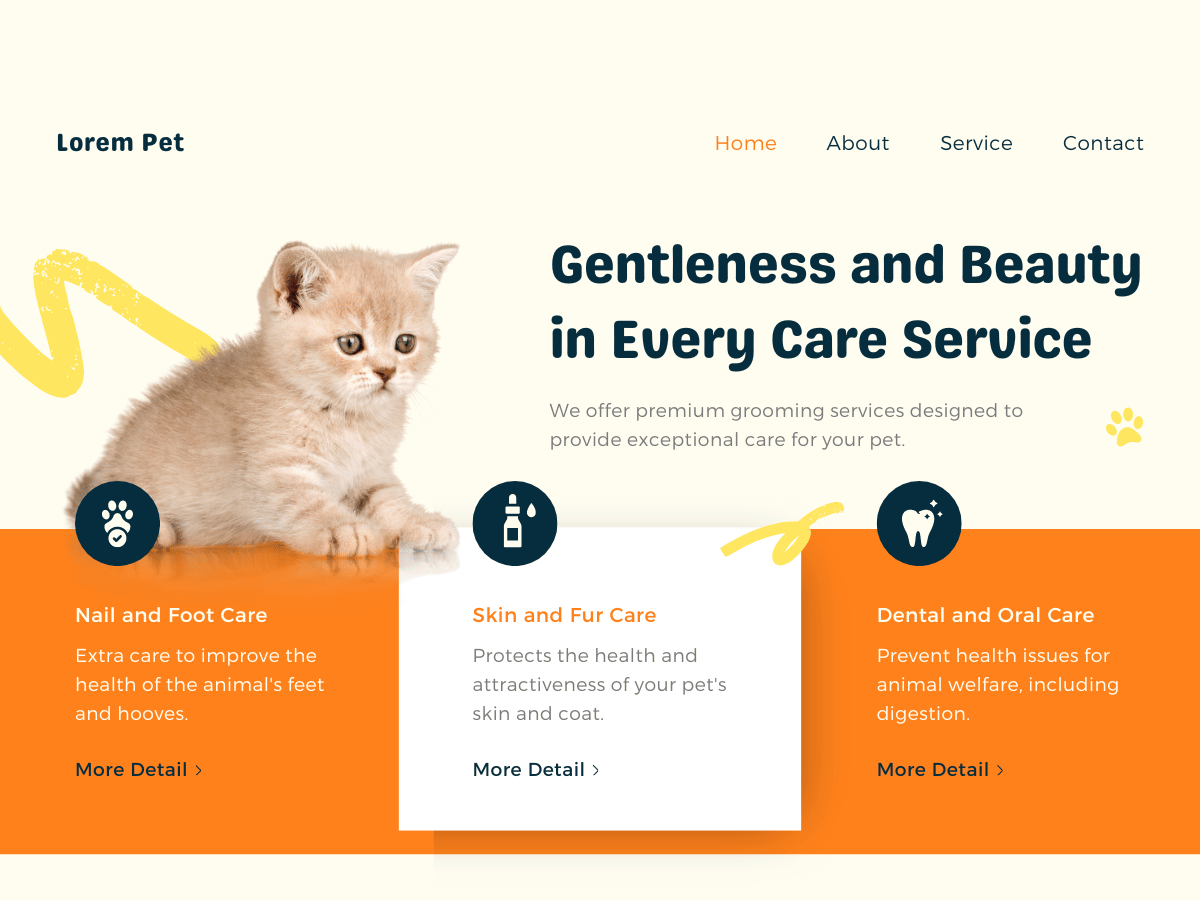 Lorem Pet
Home About Service Contact
Gentleness and Beauty
in Every Care Service
We offer premium grooming services designed to
provide exceptional care for your pet.
Nail and Foot Care
Extra care to improve the
health of the animal's feet
and hooves.
More Detail
Skin and Fur Care
Protects the health and
attractiveness of your pet's
skin and coat.
More Detail
Dental and Oral Care
Prevent health issues for
animal welfare, including
digestion.
More Detail